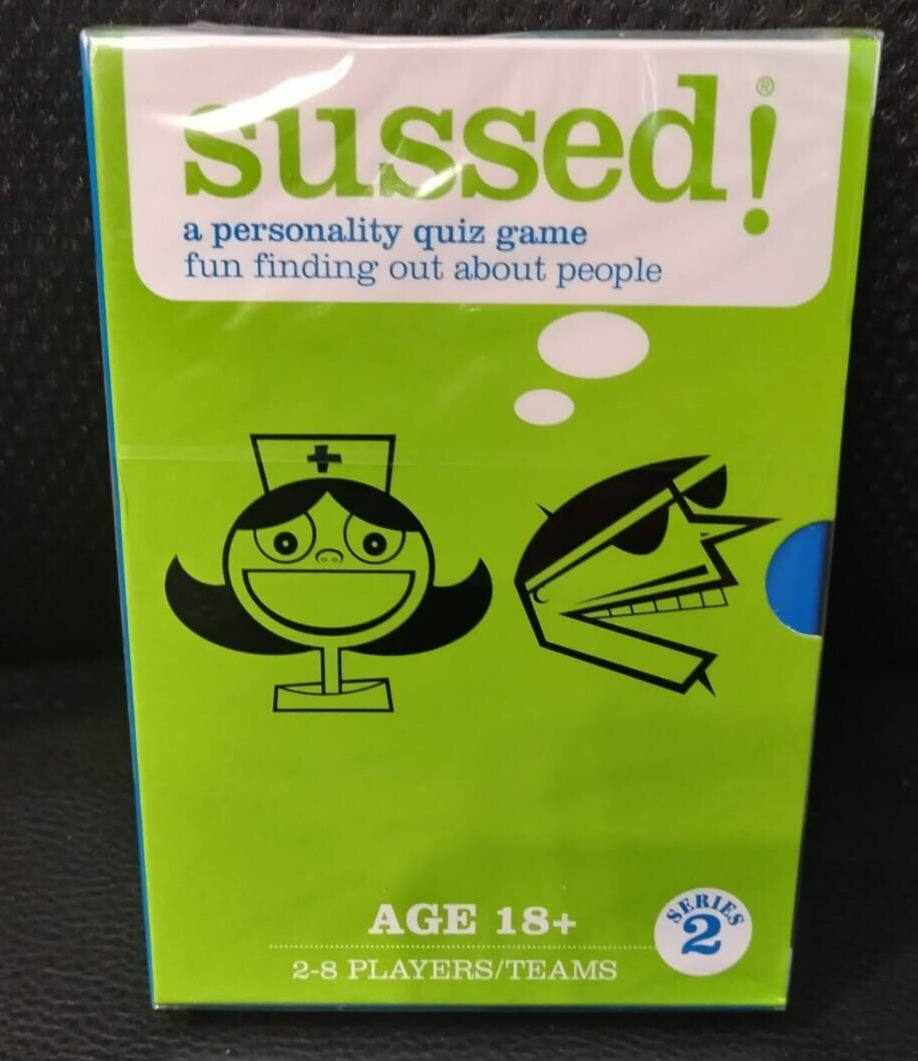 sussed!®
a personality quiz game
fun finding out about people
AGE 18+
2-8 PLAYERS/TEAMS
SERIES
2